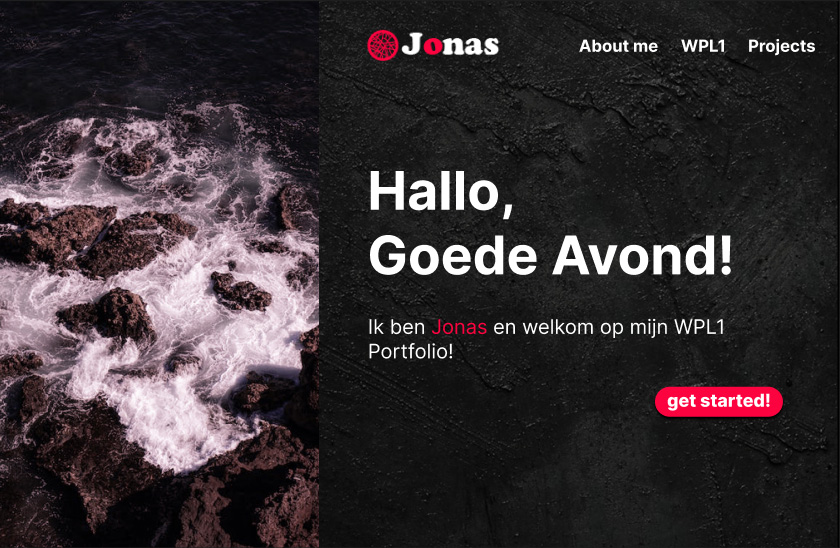 Jonas
About me WPL1 Projects
Hallo,
Goede Avond!
Ik ben Jonas en welkom op mijn WPL1
Portfolio!
get started!